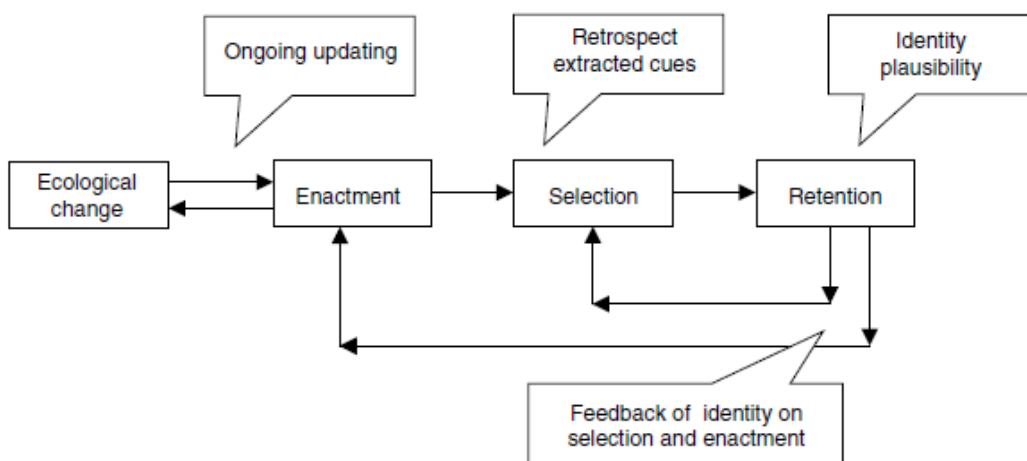 Ongoing updating
Retrospect
extracted cues
Identity
plausibility
Ecological
change
Enactment
Selection
Retention
Feedback of identity on
selection and enactment